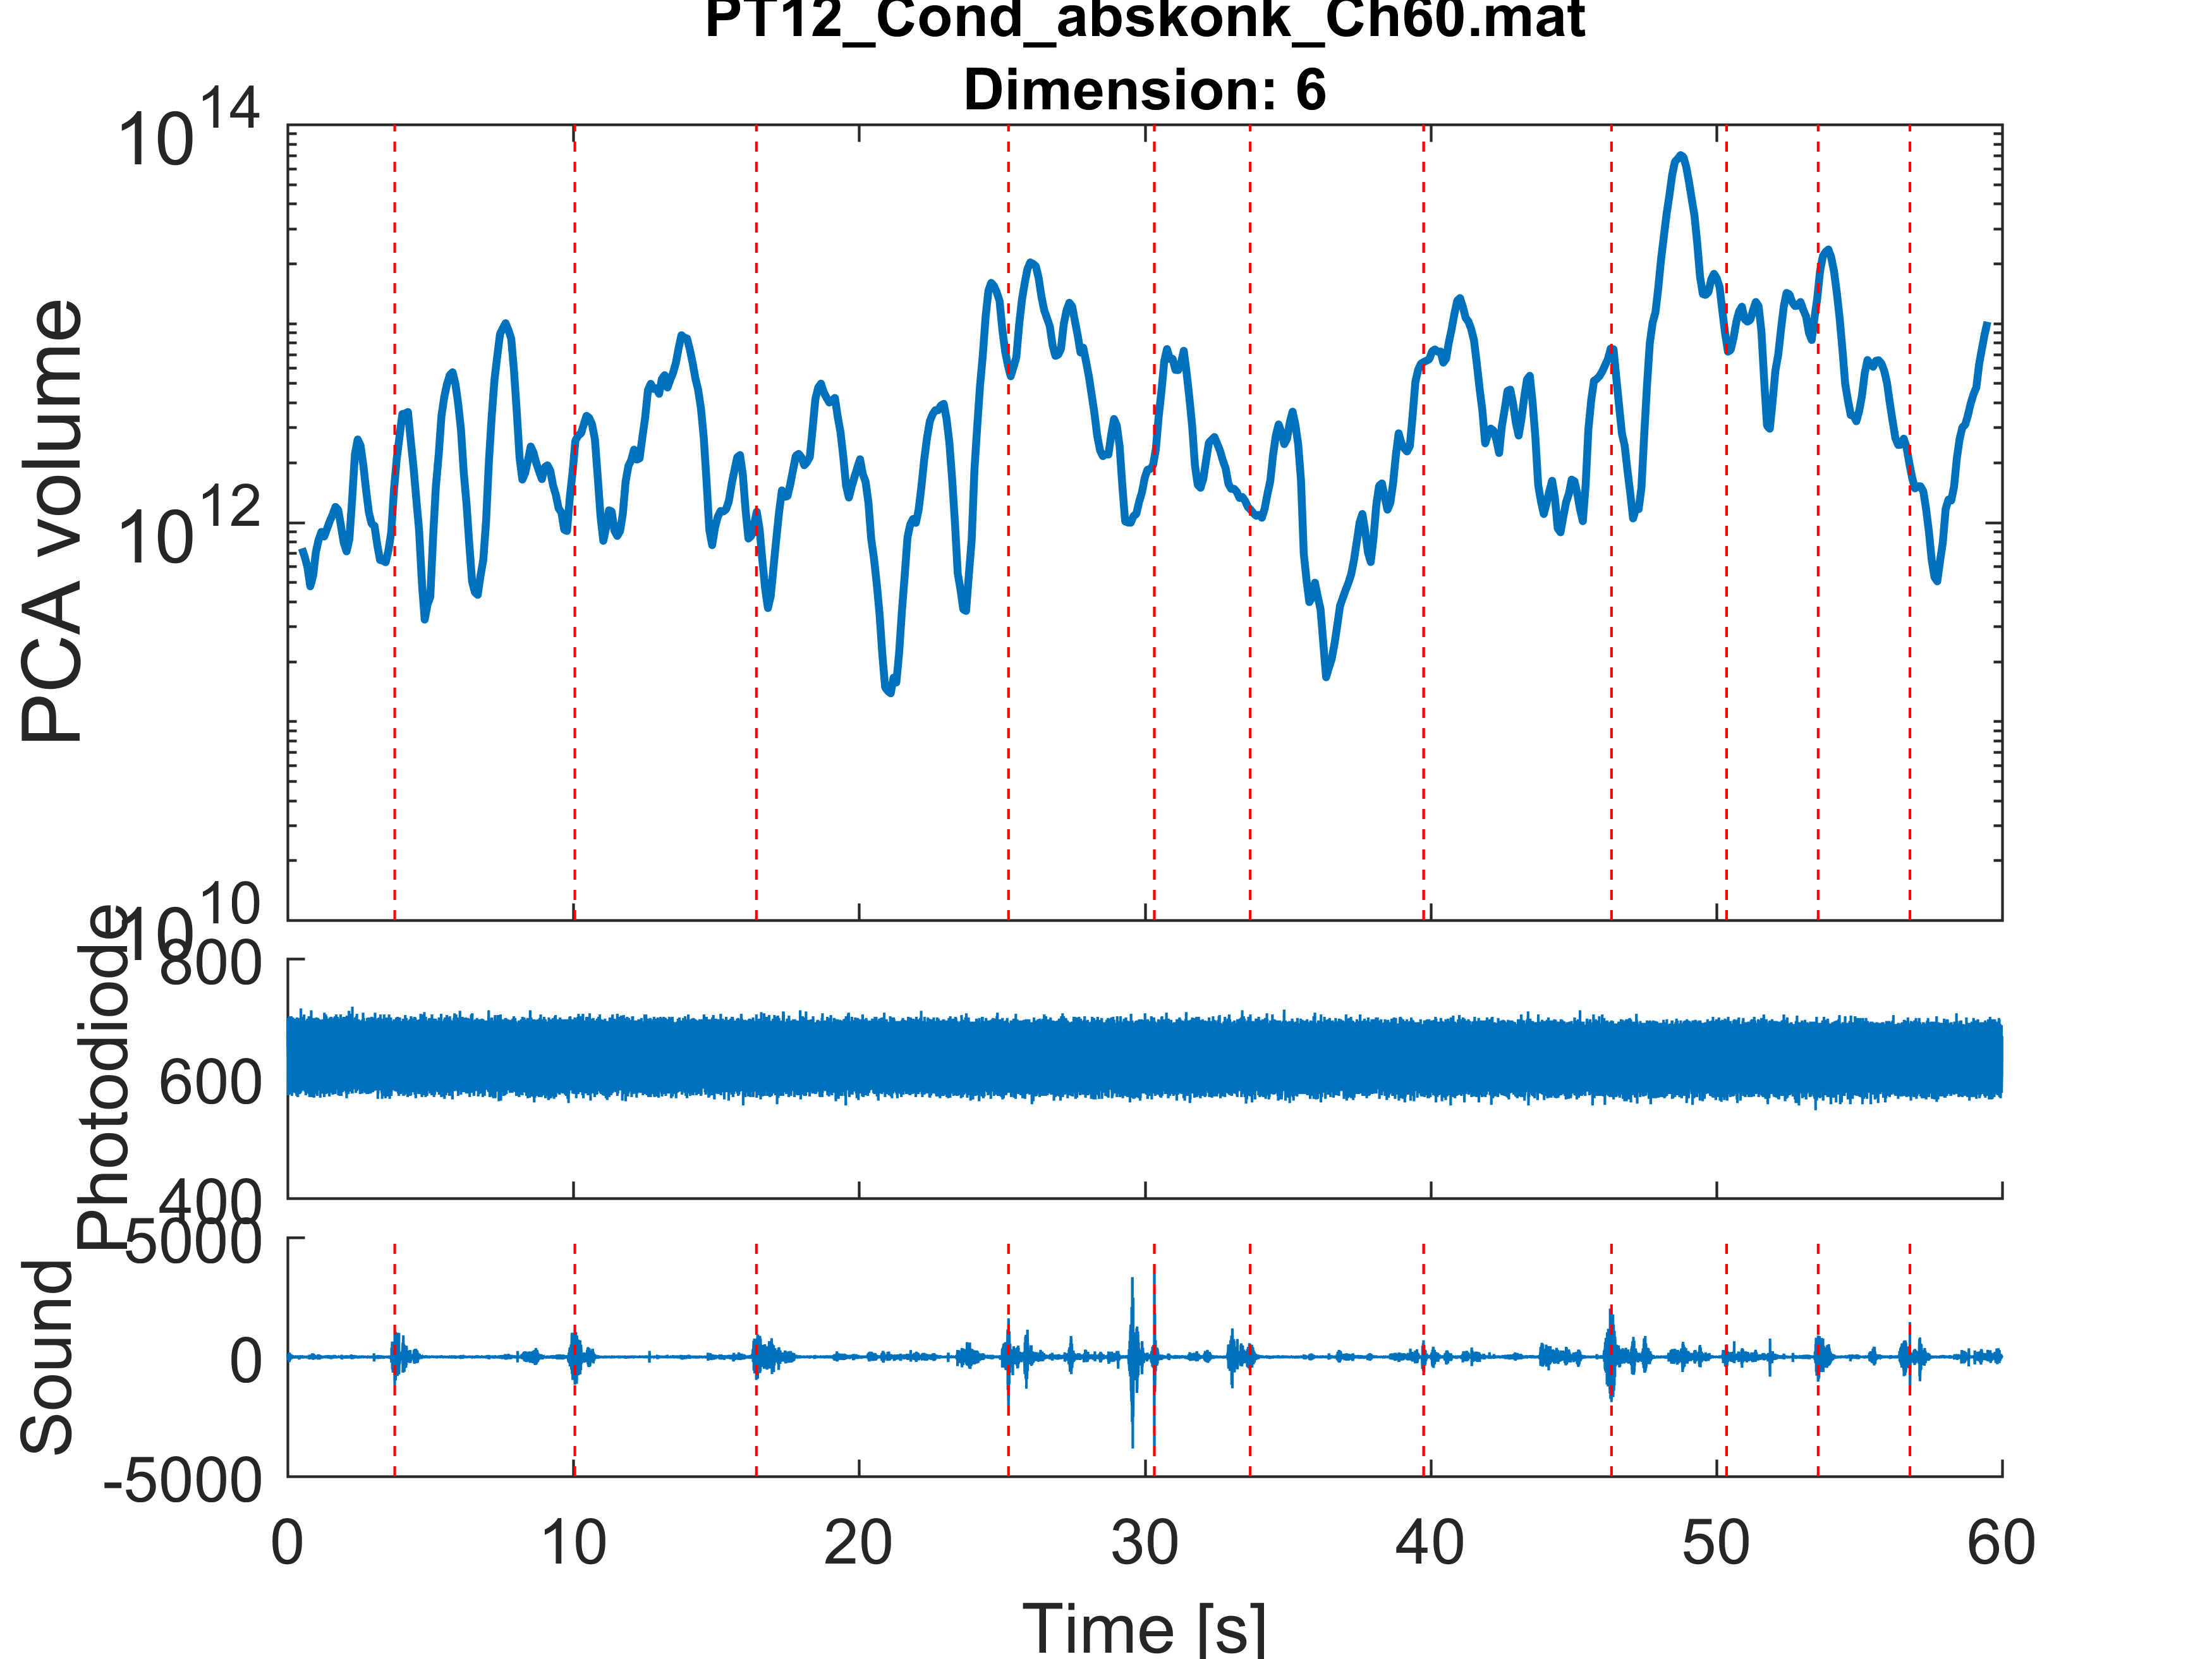 PT12_Cond_abskonk_Ch60.mat
Dimension: 6
10^14
10^12
10^10
PCA volume
800
600
400
Photodiode
5000
0
-5000
Sound
0 10 20 30 40 50 60
Time [s]